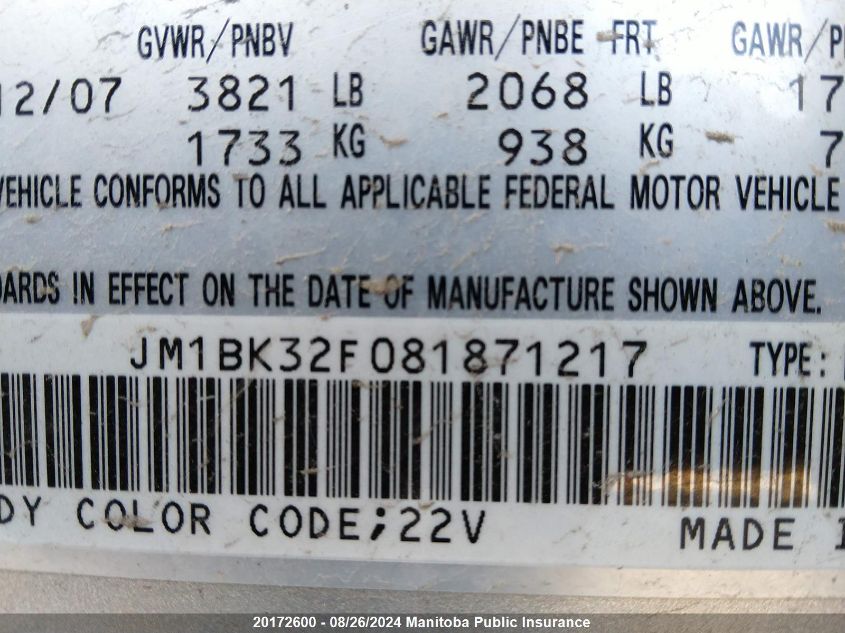 GVWR/PNBV GAWR/PNBE FRT GAWR/P
12/07 3821 LB 2068 LB 17
1733 KG 938 KG 7
VEHICLE CONFORMS TO ALL APPLICABLE FEDERAL MOTOR VEHICLE
DARDS IN EFFECT ON THE DATE OF MANUFACTURE SHOWN ABOVE.
JM1BK32F081871217 TYPE:
DY COLOR CODE;22V MADE I
20172600 - 08/26/2024 Manitoba Public Insurance